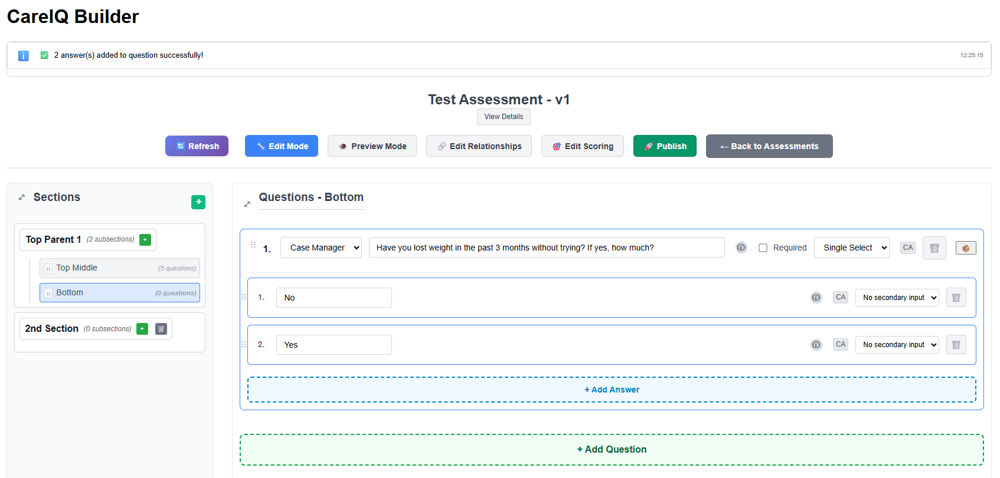 CareIQ Builder
2 answer(s) added to question successfully!
12:25:15
Test Assessment - v1
View Details
Refresh
Edit Mode
Preview Mode
Edit Relationships
Edit Scoring
Publish
← Back to Assessments
Sections
+
Top Parent 1 (2 subsections) +
Top Middle (5 questions)
Bottom (0 questions)
2nd Section (0 subsections) +
Questions - Bottom
1. Case Manager Have you lost weight in the past 3 months without trying? If yes, how much? Required Single Select CA
1. No CA No secondary input
2. Yes CA No secondary input
+ Add Answer
+ Add Question